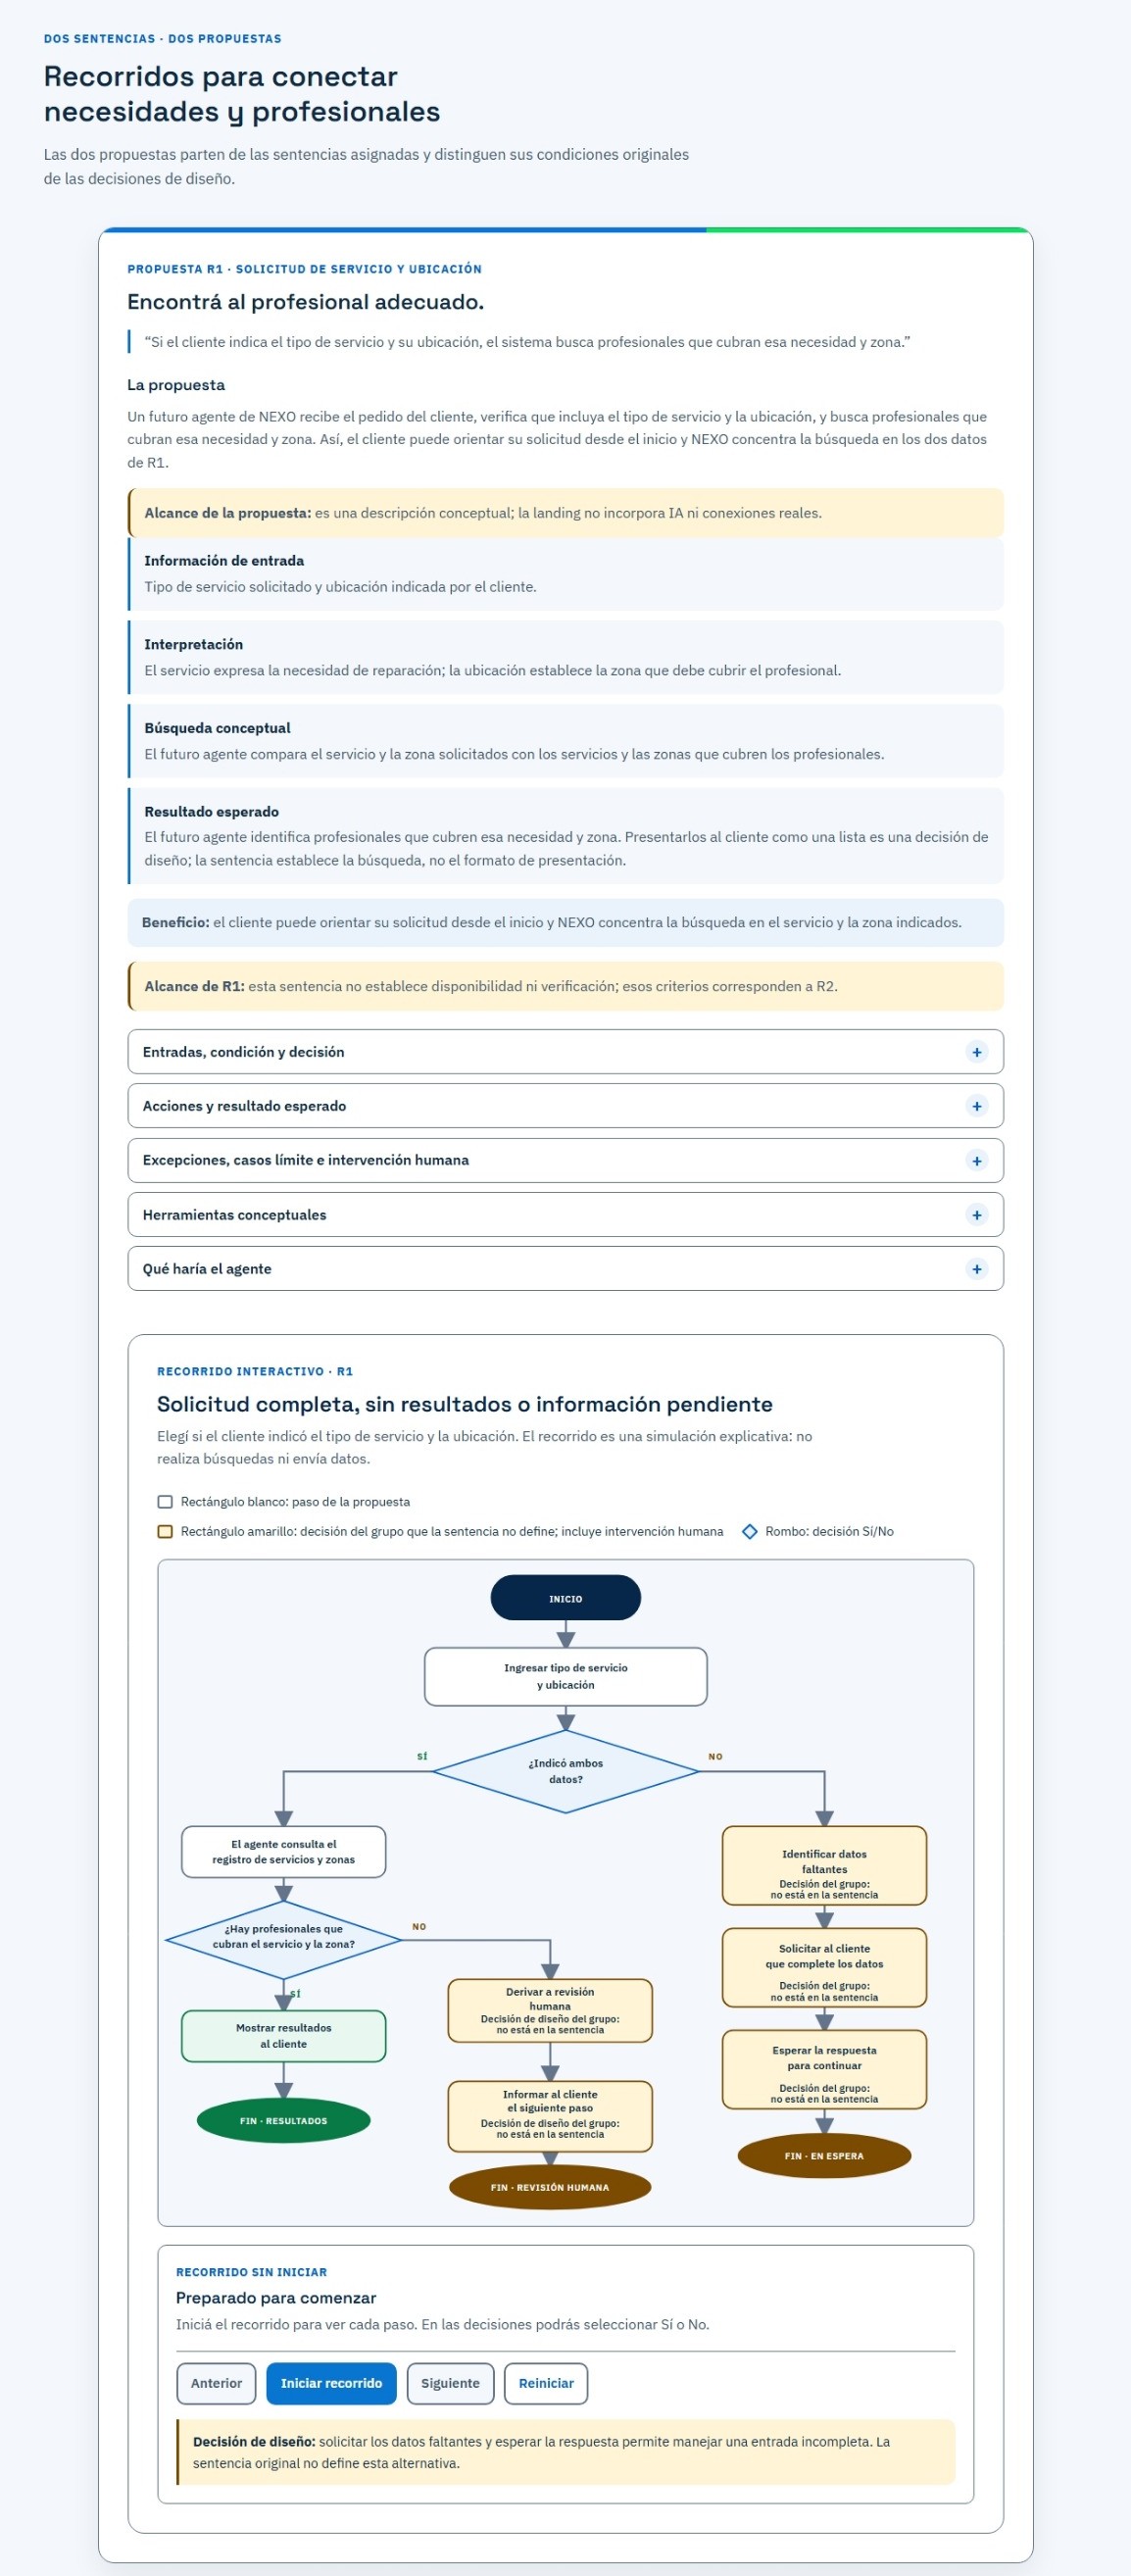 DOS SENTENCIAS · DOS PROPUESTAS
Recorridos para conectar
necesidades y profesionales
Las dos propuestas parten de las sentencias asignadas y distinguen sus condiciones originales
de las decisiones de diseño.
PROPUESTA R1 · SOLICITUD DE SERVICIO Y UBICACIÓN
Encontrá al profesional adecuado.
“Si el cliente indica el tipo de servicio y su ubicación, el sistema busca profesionales que cubran esa necesidad y zona.”
La propuesta
Un futuro agente de NEXO recibe el pedido del cliente, verifica que incluya el tipo de servicio y la ubicación, y busca profesionales que
cubran esa necesidad y zona. Así, el cliente puede orientar su solicitud desde el inicio y NEXO concentra la búsqueda en los dos datos
de R1.
Alcance de la propuesta: es una descripción conceptual; la landing no incorpora IA ni conexiones reales.
Información de entrada
Tipo de servicio solicitado y ubicación indicada por el cliente.
Interpretación
El servicio expresa la necesidad de reparación; la ubicación establece la zona que debe cubrir el profesional.
Búsqueda conceptual
El futuro agente compara el servicio y la zona solicitados con los servicios y las zonas que cubren los profesionales.
Resultado esperado
El futuro agente identifica profesionales que cubren esa necesidad y zona. Presentarlos al cliente como una lista es una decisión de
diseño; la sentencia establece la búsqueda, no el formato de presentación.
Beneficio: el cliente puede orientar su solicitud desde el inicio y NEXO concentra la búsqueda en el servicio y la zona indicados.
Alcance de R1: esta sentencia no establece disponibilidad ni verificación; esos criterios corresponden a R2.
Entradas, condición y decisión +
Acciones y resultado esperado +
Excepciones, casos límite e intervención humana +
Herramientas conceptuales +
Qué haría el agente +
RECORRIDO INTERACTIVO · R1
Solicitud completa, sin resultados o información pendiente
Elegí si el cliente indicó el tipo de servicio y la ubicación. El recorrido es una simulación explicativa: no
realiza búsquedas ni envía datos.
Rectángulo blanco: paso de la propuesta
Rectángulo amarillo: decisión del grupo que la sentencia no define; incluye intervención humana
Rombo: decisión Sí/No
INICIO
Ingresar tipo de servicio
y ubicación
¿Indicó ambos
datos?
SÍ
NO
El agente consulta el
registro de servicios y zonas
¿Hay profesionales que
cubran el servicio y la zona?
NO
SÍ
Mostrar resultados
al cliente
FIN · RESULTADOS
Derivar a revisión
humana
Decisión de diseño del grupo:
no está en la sentencia
Informar al cliente
el siguiente paso
Decisión de diseño del grupo:
no está en la sentencia
FIN · REVISIÓN HUMANA
Identificar datos
faltantes
Decisión del grupo:
no está en la sentencia
Solicitar al cliente
que complete los datos
Decisión del grupo:
no está en la sentencia
Esperar la respuesta
para continuar
Decisión del grupo:
no está en la sentencia
FIN · EN ESPERA
RECORRIDO SIN INICIAR
Preparado para comenzar
Iniciá el recorrido para ver cada paso. En las decisiones podrás seleccionar Sí o No.
Anterior
Iniciar recorrido
Siguiente
Reiniciar
Decisión de diseño: solicitar los datos faltantes y esperar la respuesta permite manejar una entrada incompleta. La
sentencia original no define esta alternativa.